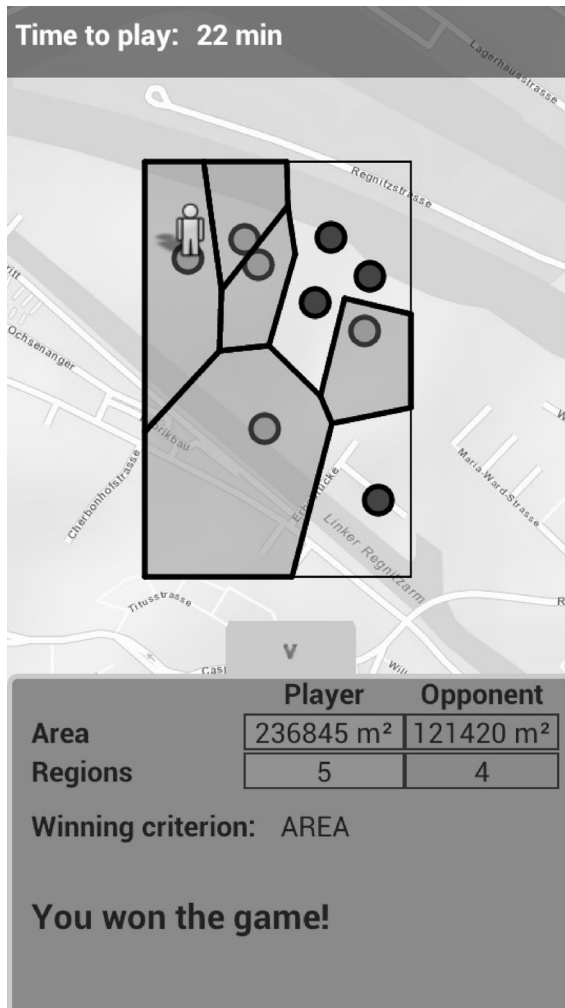 Time to play: 22 min
Lagerhausstrasse
Regnitzstrasse
Ochsenanger
Cherbonhofstrasse
Maria-Ward-Strasse
Linker Regnitzarm
Titusstrasse
v
Player Opponent
Area 236845 m² 121420 m²
Regions 5 4
Winning criterion: AREA
You won the game!